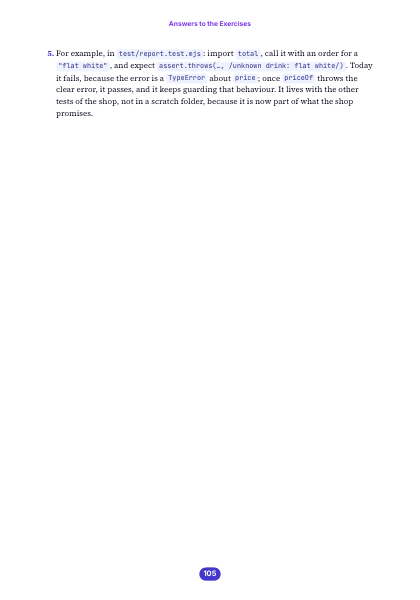 Answers to the Exercises
5. For example, in test/report.test.mjs: import total, call it with an order for a
"flat white", and expect assert.throws(…, /unknown drink: flat white/). Today
it fails, because the error is a TypeError about price; once priceOf throws the
clear error, it passes, and it keeps guarding that behaviour. It lives with the other
tests of the shop, not in a scratch folder, because it is now part of what the shop
promises.
105